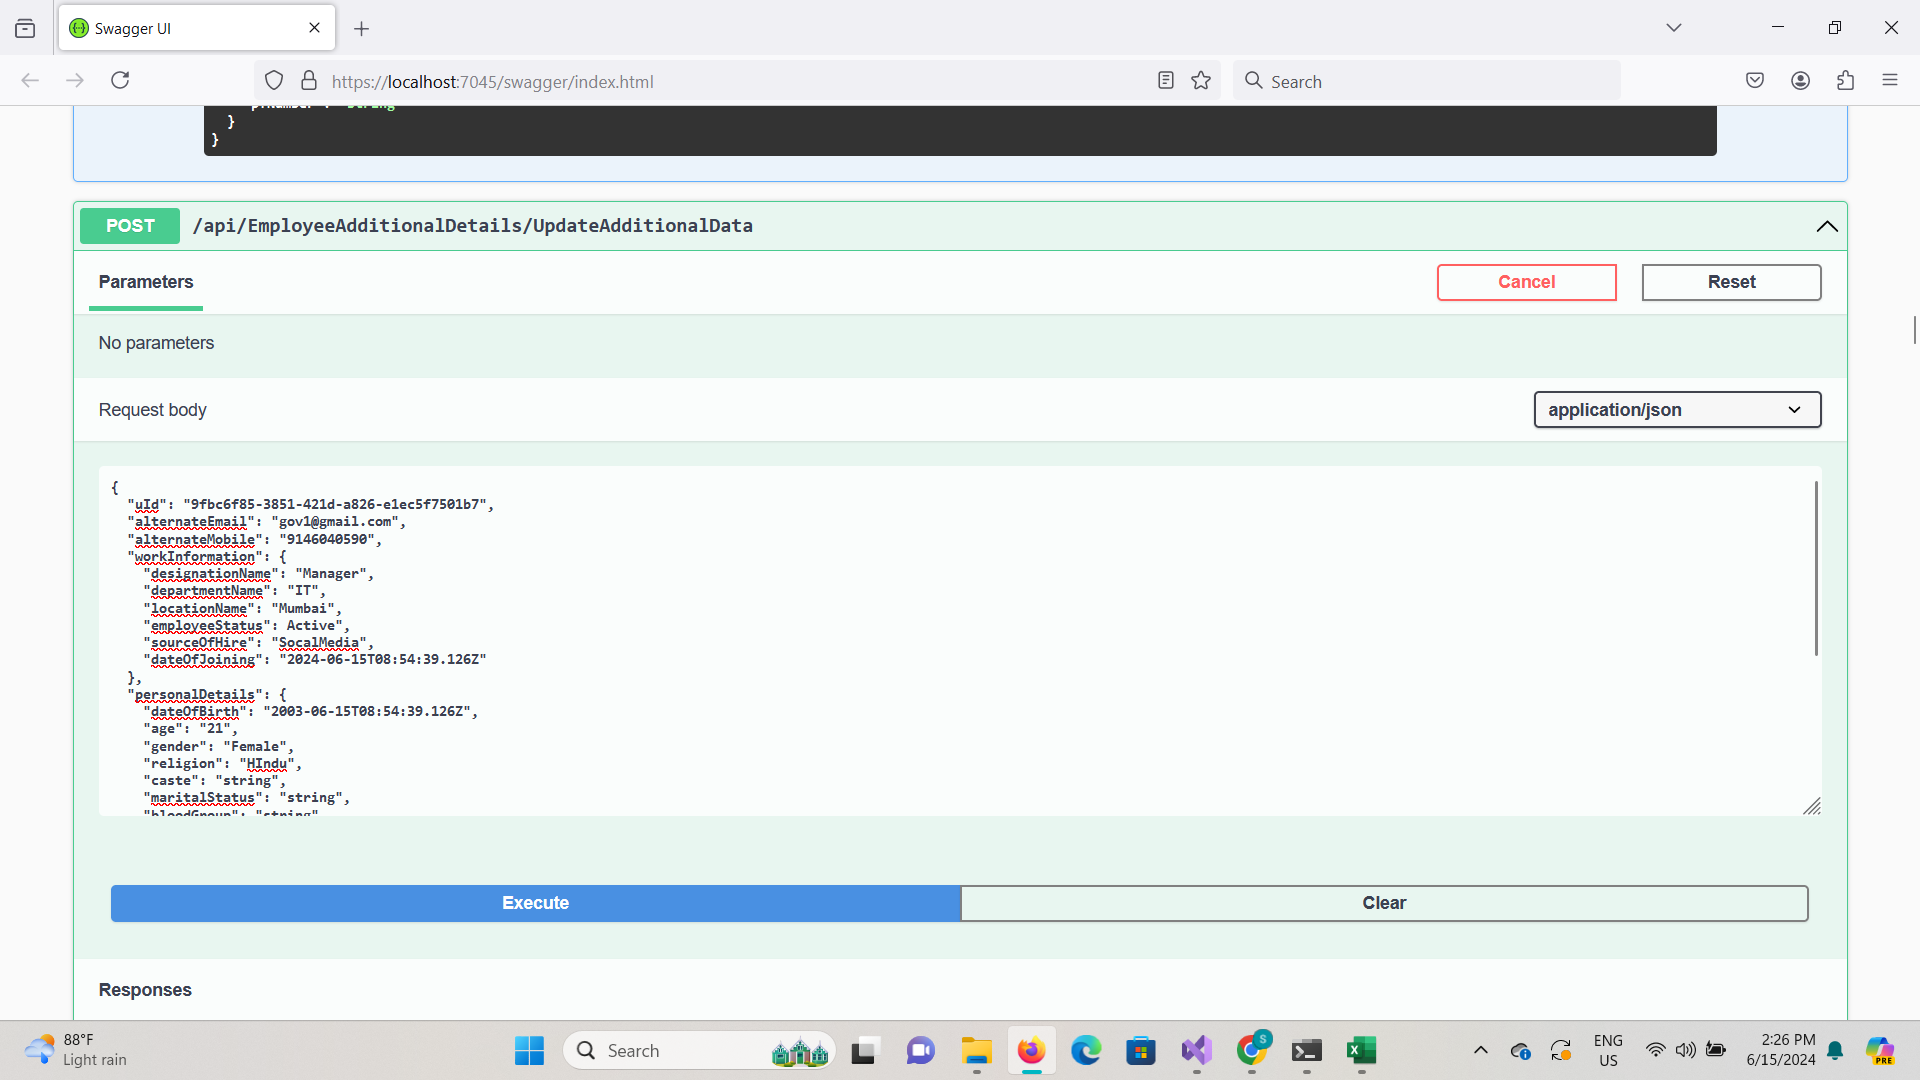 Swagger UI
https://localhost:7045/swagger/index.html
Search
}
}
POST /api/EmployeeAdditionalDetails/UpdateAdditionalData
Parameters
Cancel
Reset
No parameters
Request body
application/json
{
"uId": "9fbc6f85-3851-421d-a826-e1ec5f7501b7",
"alternateEmail": "gov1@gmail.com",
"alternateMobile": "9146040590",
"workInformation": {
"designationName": "Manager",
"departmentName": "IT",
"locationName": "Mumbai",
"employeeStatus": Active",
"sourceOfHire": "SocalMedia",
"dateOfJoining": "2024-06-15T08:54:39.126Z"
},
"personalDetails": {
"dateOfBirth": "2003-06-15T08:54:39.126Z",
"age": "21",
"gender": "Female",
"religion": "HIndu",
"caste": "string",
"maritalStatus": "string",
"bloodGroup": "string"
Execute
Clear
Responses
88°F
Light rain
Search
S
ENG
US
2:26 PM
6/15/2024
PRE